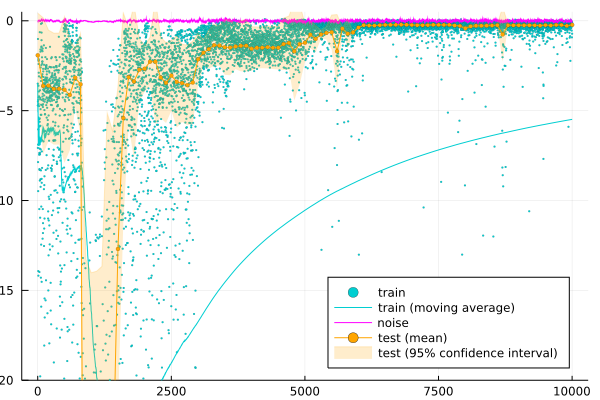 0
−5
10
15
20
0
2500
5000
7500
10000
train
train (moving average)
noise
test (mean)
test (95% confidence interval)